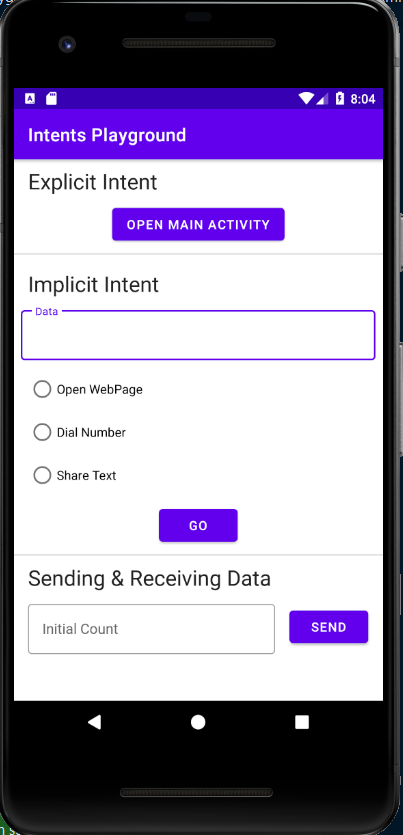 8:04
Intents Playground
Explicit Intent
OPEN MAIN ACTIVITY
Implicit Intent
Data
Open WebPage
Dial Number
Share Text
GO
Sending & Receiving Data
Initial Count
SEND